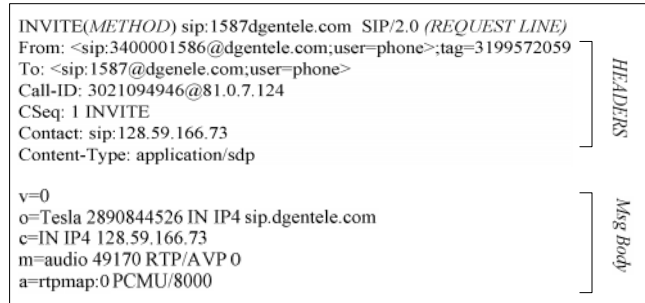 INVITE(METHOD) sip:1587dgentele.com SIP/2.0 (REQUEST LINE)
From: <sip:3400001586@dgentele.com;user=phone>;tag=3199572059
To: <sip:1587@dgenele.com;user=phone>
Call-ID: 3021094946@81.0.7.124
CSeq: 1 INVITE
Contact: sip:128.59.166.73
Content-Type: application/sdp
HEADERS
v=0
o=Tesla 2890844526 IN IP4 sip.dgentele.com
c=IN IP4 128.59.166.73
m=audio 49170 RTP/AVP 0
a=rtpmap:0 PCMU/8000
Msg Body